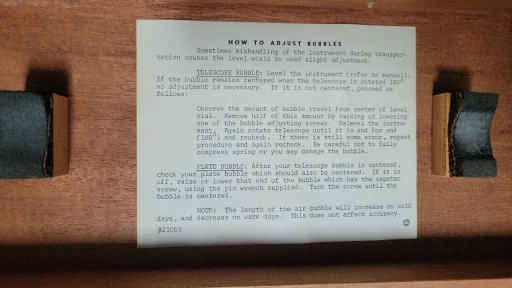 HOW TO ADJUST BUBBLES
Sometimes mishandling of the instrument during transpor-
tation causes the level vials to need slight adjustment.
TELESCOPE BUBBLE: Level the instrument (refer to manual).
If the bubble remains centered when the telescope is rotated 180°
no adjustment is necessary. If it is not centered, proceed as
follows:
Observe the amount of bubble travel from center of level
vial. Remove half of this amount by raising or lowering
one of the bubble adjusting screws. Relevel the instru-
ment. Again rotate telescope until it is end for end
(180°) and recheck. If there is still some error, repeat
procedure and again recheck. Be careful not to fully
compress spring or you may damage the bubble.
PLATE BUBBLE: After your telescope bubble is centered,
check your plate bubble which should also be centered. If it is
off, raise or lower that end of the bubble which has the capstan
screw, using the pin wrench supplied. Turn the screw until the
bubble is centered.
NOTE: The length of the air bubble will increase on cold
days, and decrease on warm days. This does not affect accuracy.